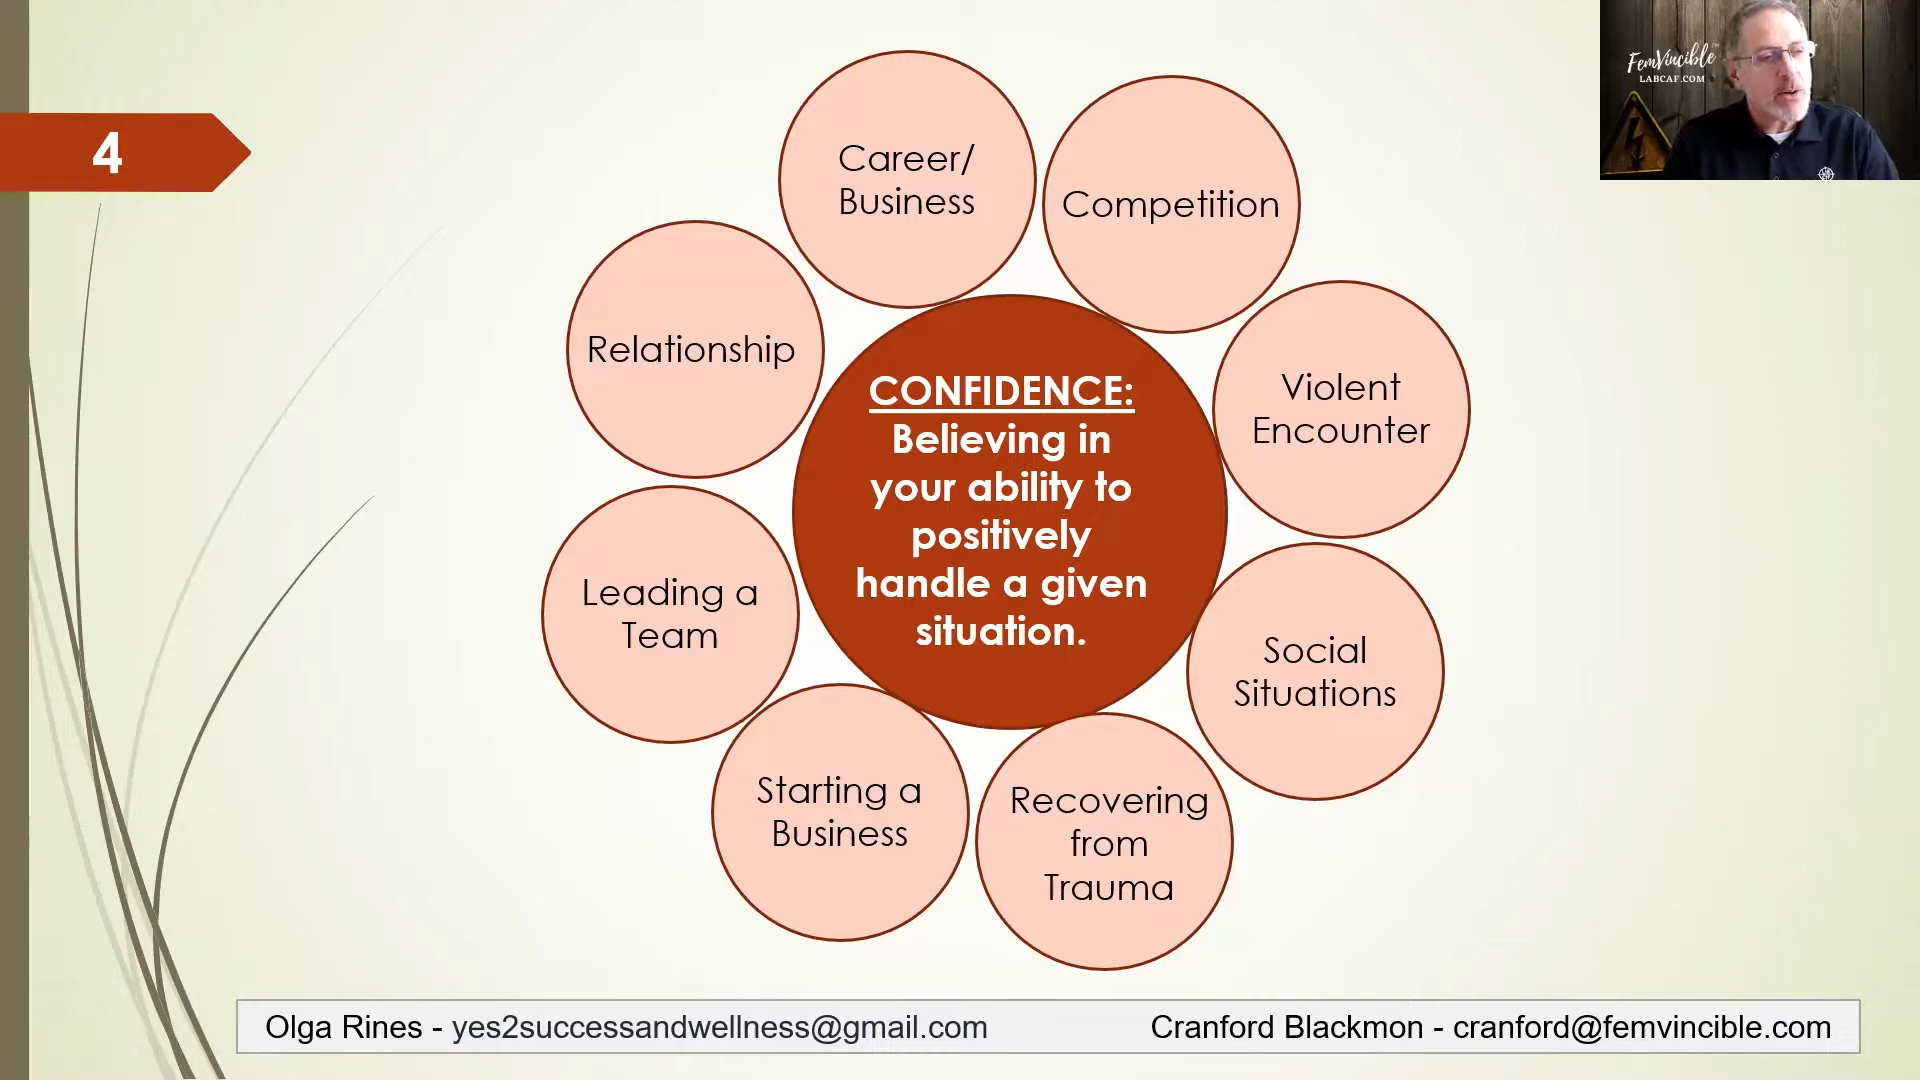 4
Career/
Business
Competition
Relationship
Violent
Encounter
CONFIDENCE:
Believing in
your ability to
positively
handle a given
situation.
Leading a
Team
Social
Situations
Starting a
Business
Recovering
from
Trauma
Olga Rines - yes2successandwellness@gmail.com
Cranford Blackmon - cranford@femvincible.com
FemVincible™
LABCAF.COM